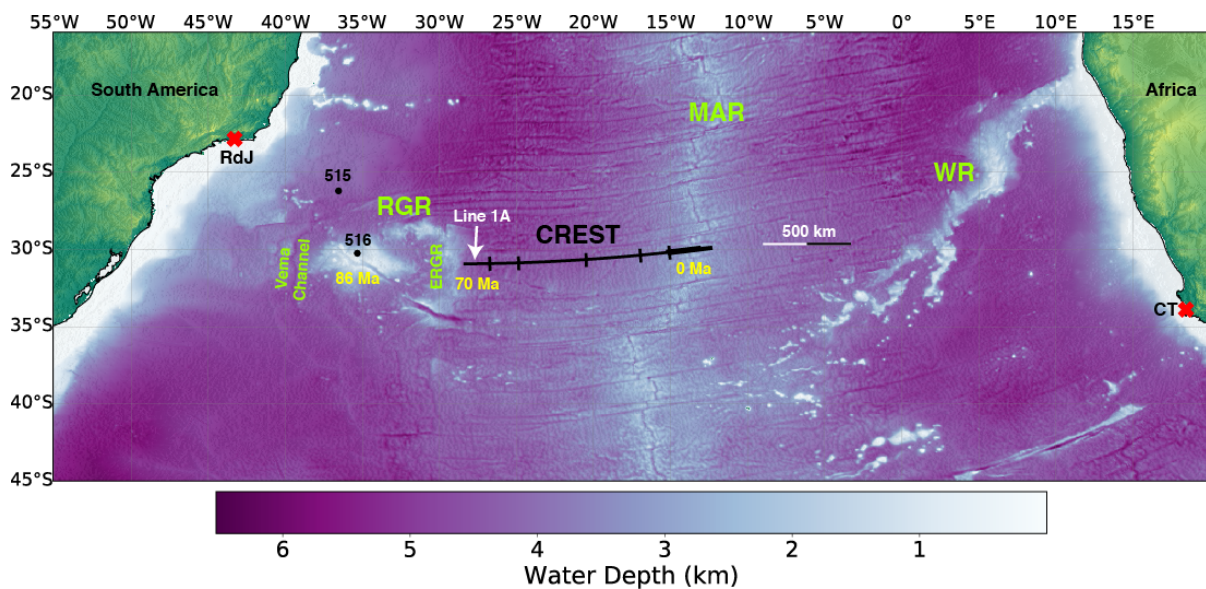 55°W 50°W 45°W 40°W 35°W 30°W 25°W 20°W 15°W 10°W 5°W 0° 5°E 10°E 15°E
South America
Africa
20°S
MAR
RdJ
25°S
515
WR
RGR
Line 1A
500 km
CREST
516
30°S
Vema
Channel
ERGR
86 Ma
70 Ma
0 Ma
CT
35°S
40°S
45°S
6 5 4 3 2 1
Water Depth (km)